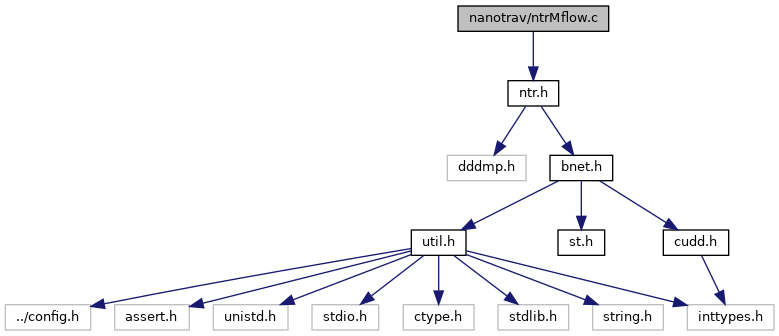 nanotrav/ntrMflow.c
ntr.h
dddmp.h
bnet.h
util.h
st.h
cudd.h
../config.h
assert.h
unistd.h
stdio.h
ctype.h
stdlib.h
string.h
inttypes.h